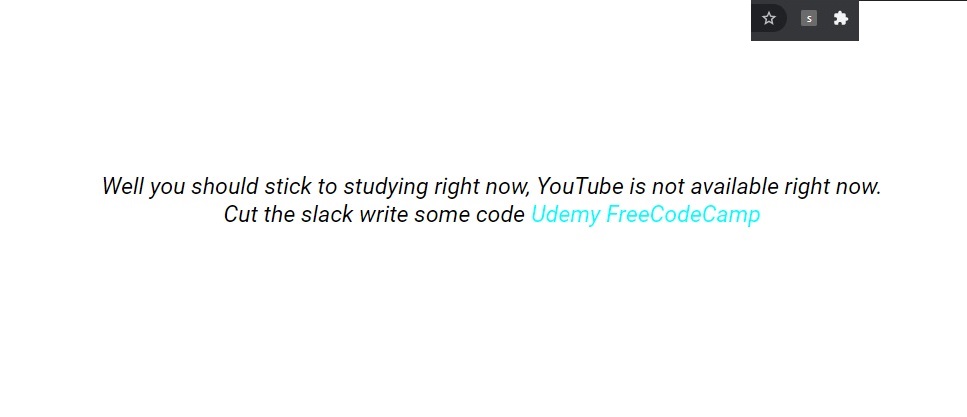 s
Well you should stick to studying right now, YouTube is not available right now.
Cut the slack write some code Udemy FreeCodeCamp